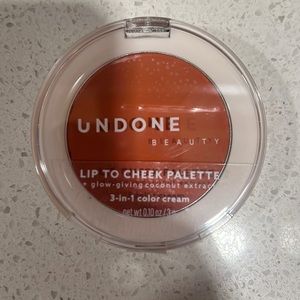 UNDONE
BEAUTY
LIP TO CHEEK PALETTE
+ glow-giving coconut extract
3-in-1 color cream
net wt 0.10 oz / 3 g